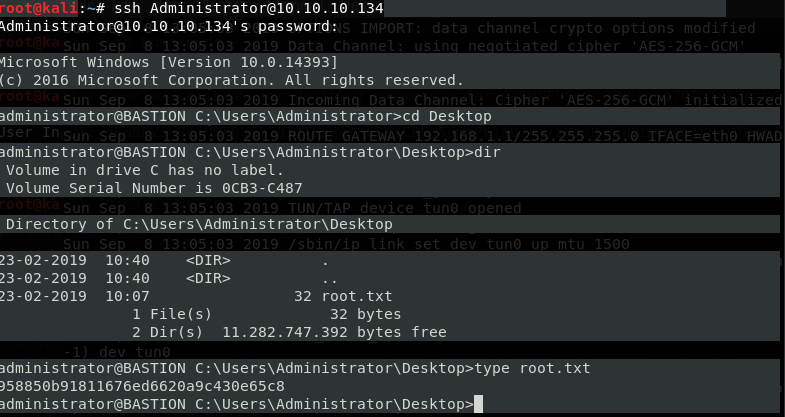 root@kali:~# ssh Administrator@10.10.10.134
Administrator@10.10.10.134's password:
IONS IMPORT: data channel crypto options modified
Sun Sep  8 13:05:03 2019 Data Channel: using negotiated cipher 'AES-256-GCM'
Microsoft Windows [Version 10.0.14393]
(c) 2016 Microsoft Corporation. All rights reserved.
Sun Sep  8 13:05:03 2019 Incoming Data Channel: Cipher 'AES-256-GCM' initialized
administrator@BASTION C:\Users\Administrator>cd Desktop
User In
Sun Sep  8 13:05:03 2019 ROUTE_GATEWAY 192.168.1.1/255.255.255.0 IFACE=eth0 HWAD
administrator@BASTION C:\Users\Administrator\Desktop>dir
 Volume in drive C has no label.
 Volume Serial Number is 0CB3-C487
Sun Sep  8 13:05:03 2019 TUN/TAP device tun0 opened
 Directory of C:\Users\Administrator\Desktop
Sun Sep  8 13:05:03 2019 /sbin/ip link set dev tun0 up mtu 1500
23-02-2019  10:40    <DIR>          .
23-02-2019  10:40    <DIR>          ..
23-02-2019  10:07                32 root.txt
               1 File(s)             32 bytes
               2 Dir(s)  11.282.747.392 bytes free
-1) dev tun0
administrator@BASTION C:\Users\Administrator\Desktop>type root.txt
958850b91811676ed6620a9c430e65c8
administrator@BASTION C:\Users\Administrator\Desktop>